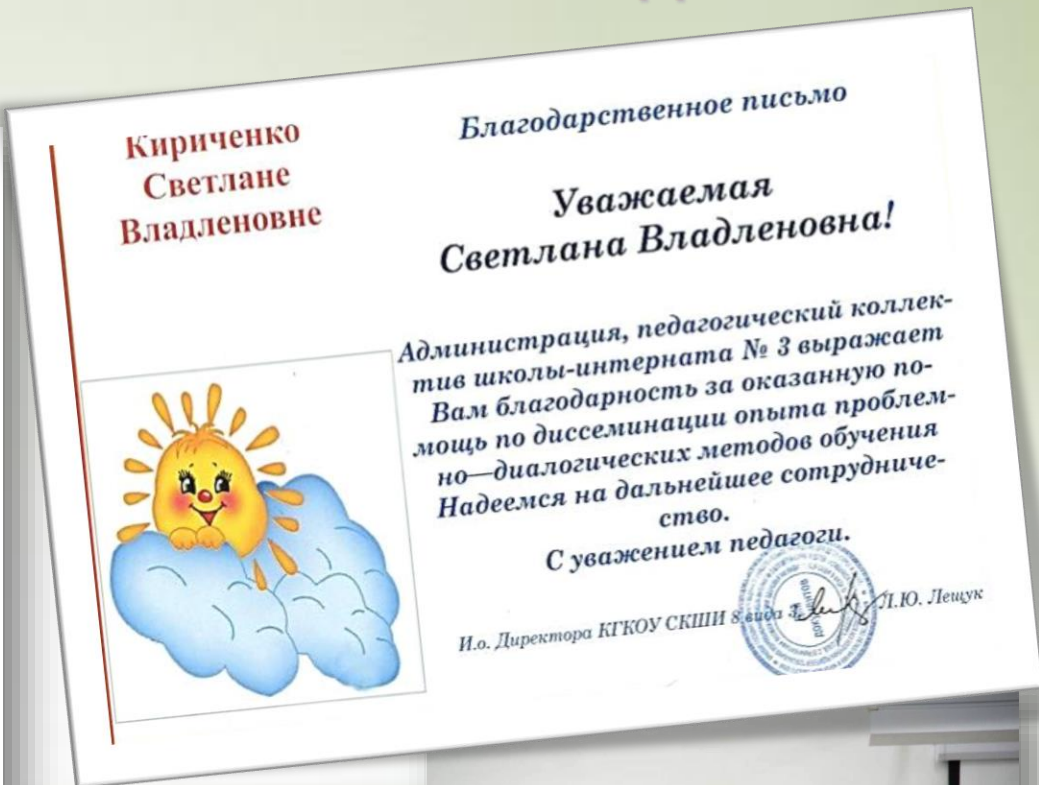 Кириченко
Светлане
Владленовне
Благодарственное письмо
Уважаемая
Светлана Владленовна!
Администрация, педагогический коллек-
тив школы-интерната № 3 выражает
Вам благодарность за оказанную по-
мощь по диссеминации опыта проблем-
но—диалогических методов обучения
Надеемся на дальнейшее сотрудниче-
ство.
С уважением педагоги.
И.о. Директора КГКОУ СКШИ 8 вида 3 Л.Ю. Лещук